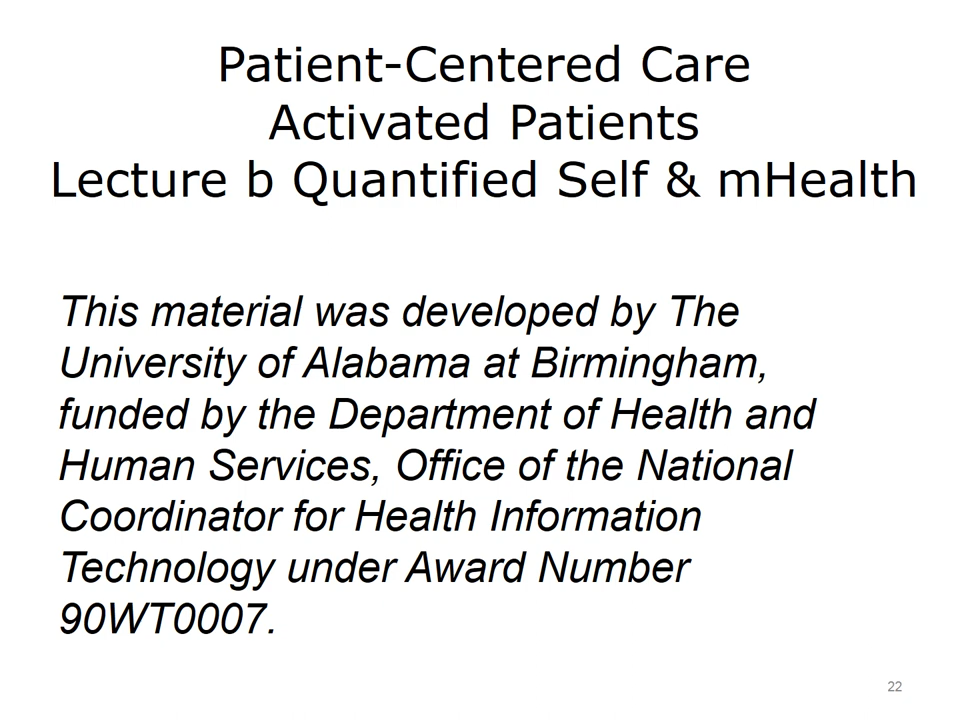 Patient-Centered Care
Activated Patients
Lecture b Quantified Self & mHealth
This material was developed by The
University of Alabama at Birmingham,
funded by the Department of Health and
Human Services, Office of the National
Coordinator for Health Information
Technology under Award Number
90WT0007.
22